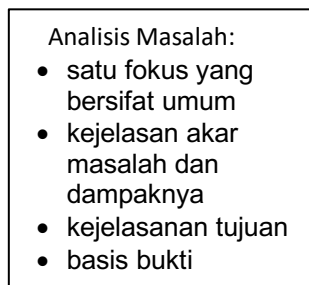 Analisis Masalah:
• satu fokus yang
bersifat umum
• kejelasan akar
masalah dan
dampaknya
• kejelasanan tujuan
• basis bukti